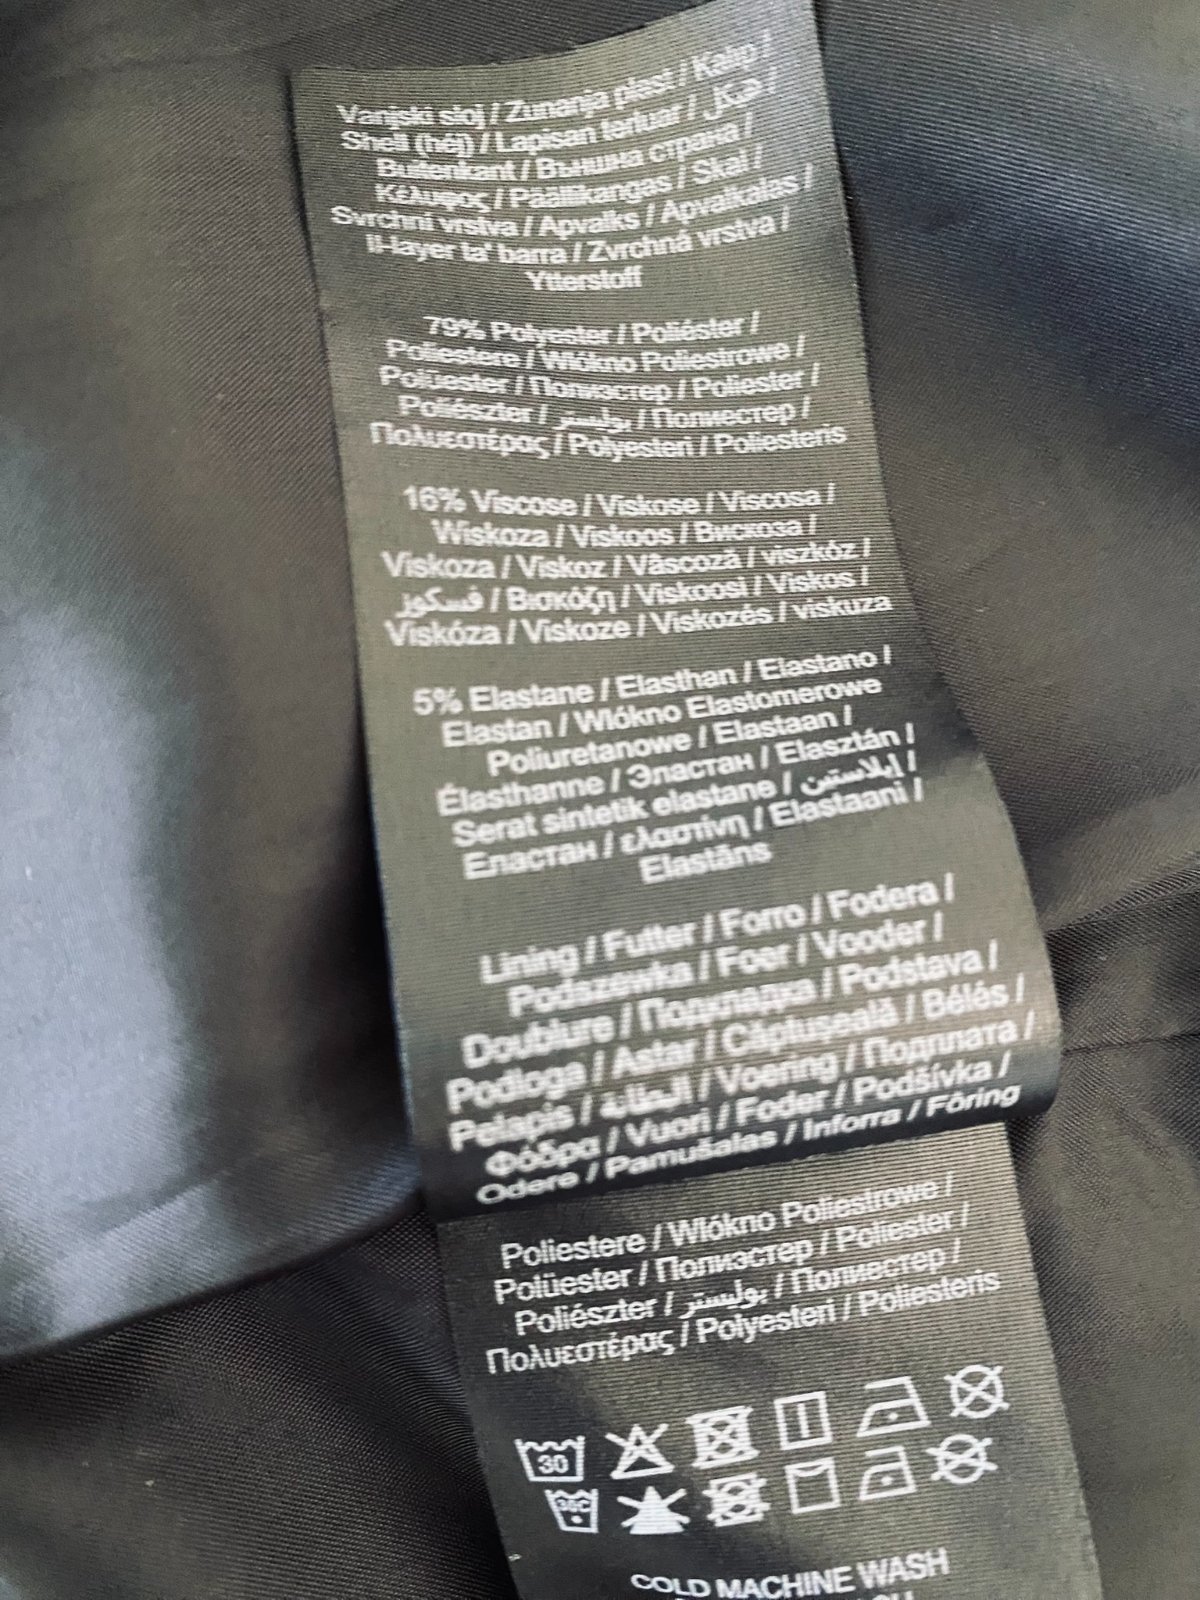 Vanjski sloj / Zunanja plast / Kalıp /
Shell (héj) / Lapisan terluar / هيكل /
Buitenkant / Външна страна /
Κέλυφος / Päällikangas / Skal /
Svrchní vrstva / Apvalks / Apvalkalas /
Il-layer ta' barra / Zvrchná vrstva /
Ytterstoff
79% Polyester / Poliéster /
Poliestere / Włókno Poliestrowe /
Polüester / Полиэстер / Poliester /
Poliészter / بوليستر / Полиестер /
Πολυεστέρας / Polyesteri / Poliesteris
16% Viscose / Viskose / Viscosa /
Wiskoza / Viskoos / Вискоза /
Viskoza / Viskoz / Vâscoză / viszkóz /
فسكوز / Βισκόζη / Viskoosi / Viskos /
Viskóza / Viskoze / Viskozės / viskuza
5% Elastane / Elasthan / Elastano /
Elastan / Włókno Elastomerowe
Poliuretanowe / Elastaan /
Élasthanne / Эластан / Elasztán /
Serat sintetik elastane / إيلاستين /
Еластан / ελαστίνη / Elastaani /
Elastāns
Lining / Futter / Forro / Fodera /
Podszewka / Foer / Vooder /
Doublure / Подкладка / Podstava /
Podloga / Astar / Căptuseală / Bélés /
Pelapis / البطانة / Voering / Подплата /
Φόδρα / Vuori / Foder / Podšívka /
Odere / Pamušalas / Inforra / Fôring
Poliestere / Włókno Poliestrowe /
Polüester / Полиэстер / Poliester /
Poliészter / بوليستر / Полиестер /
Πολυεστέρας / Polyesteri / Poliesteris
30
30C
COLD MACHINE WASH